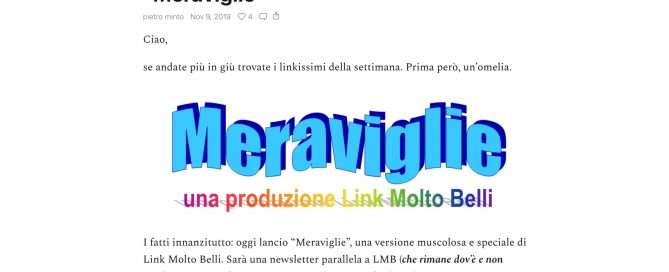 Meraviglie
pietro minto Nov 9, 2019 4
Ciao,
se andate più in giù trovate i linkissimi della settimana. Prima però, un’omelia.
Meraviglie
una produzione Link Molto Belli
I fatti innanzitutto: oggi lancio “Meraviglie”, una versione muscolosa e speciale di
Link Molto Belli. Sarà una newsletter parallela a LMB (che rimane dov’è e non